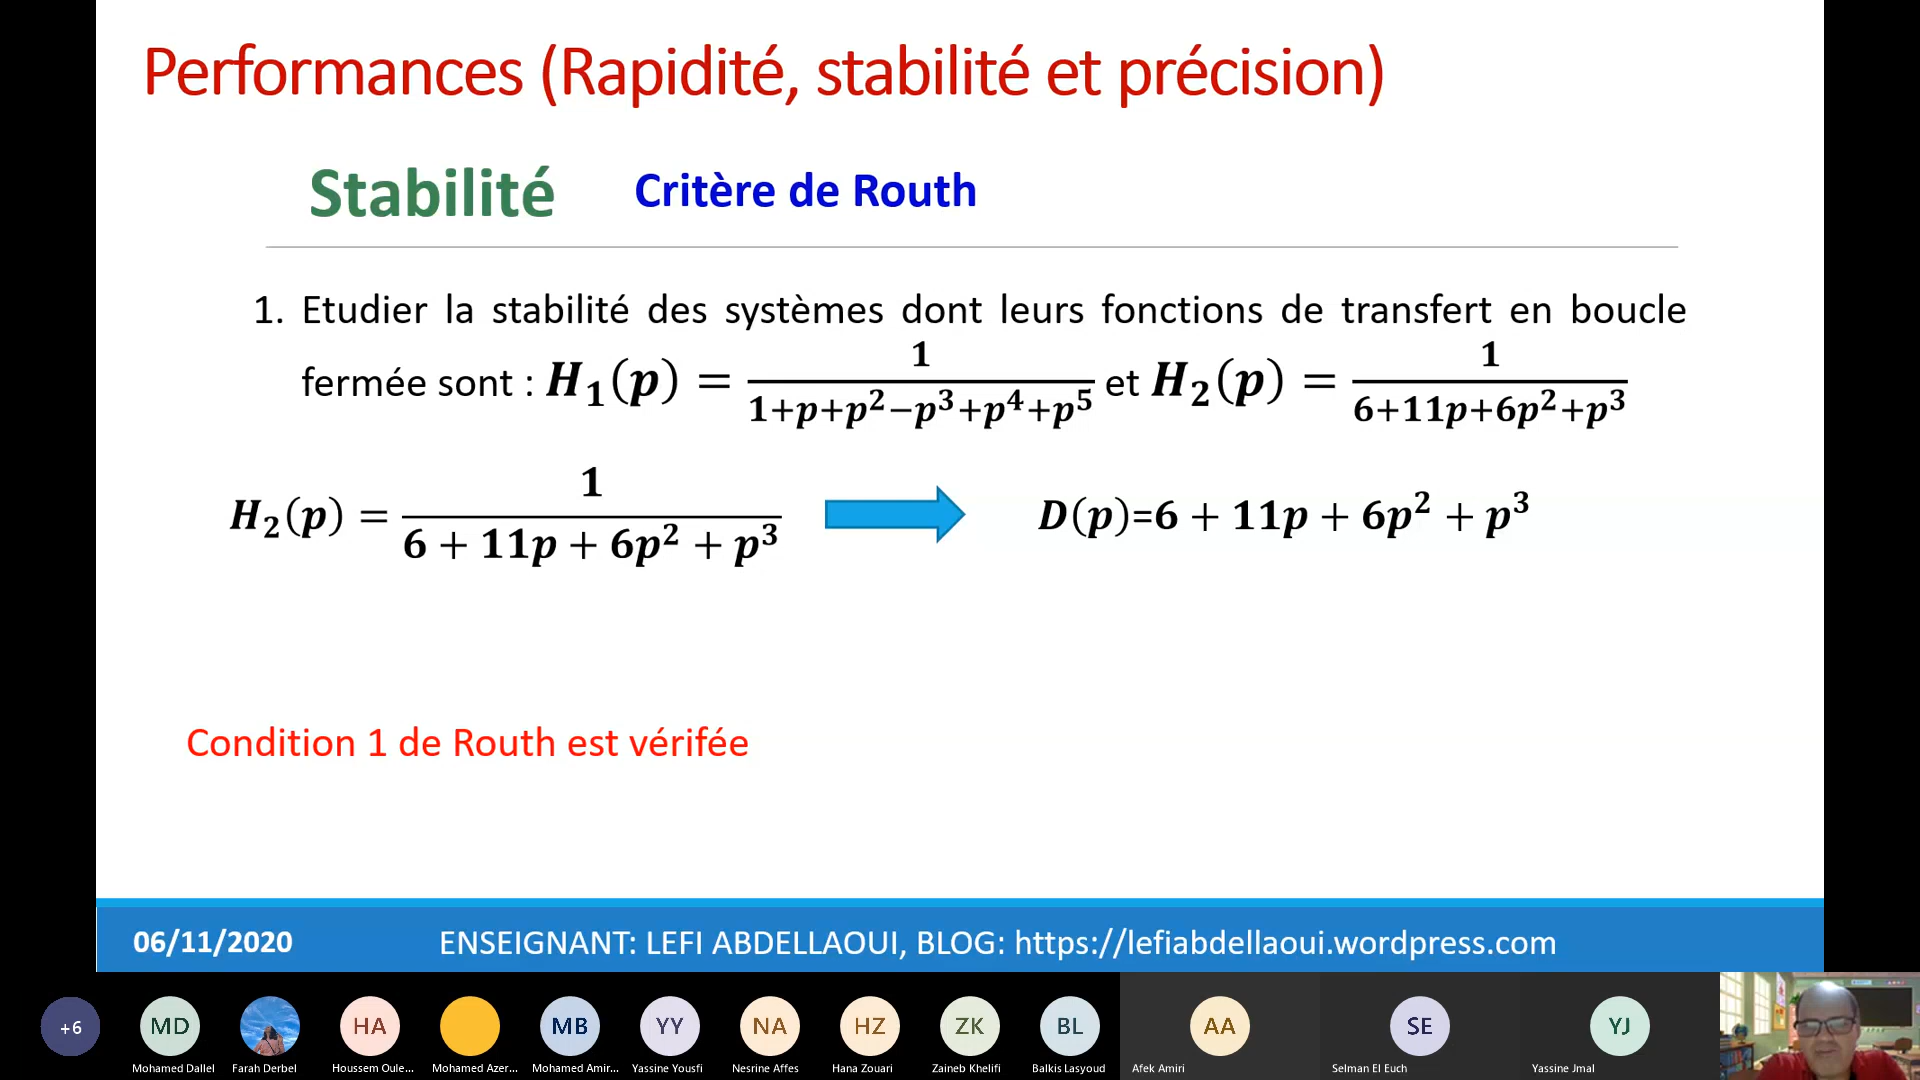 Performances (Rapidité, stabilité et précision)
Stabilité Critère de Routh
1. Etudier la stabilité des systèmes dont leurs fonctions de transfert en boucle
fermée sont : H₁(p) = 1/(1+p+p²−p³+p⁴+p⁵) et H₂(p) = 1/(6+11p+6p²+p³)
H₂(p) = 1/(6 + 11p + 6p² + p³) D(p)=6 + 11p + 6p² + p³
Condition 1 de Routh est vérifée
06/11/2020 ENSEIGNANT: LEFI ABDELLAOUI, BLOG: https://lefiabdellaoui.wordpress.com
+6 MD HA MB YY NA HZ ZK BL AA SE YJ
Mohamed Dallel Farah Derbel Houssem Oule... Mohamed Azer... Mohamed Amir... Yassine Yousfi Nesrine Affes Hana Zouari Zaineb Khelifi Balkis Lasyoud Afek Amiri Selman El Euch Yassine Jmal